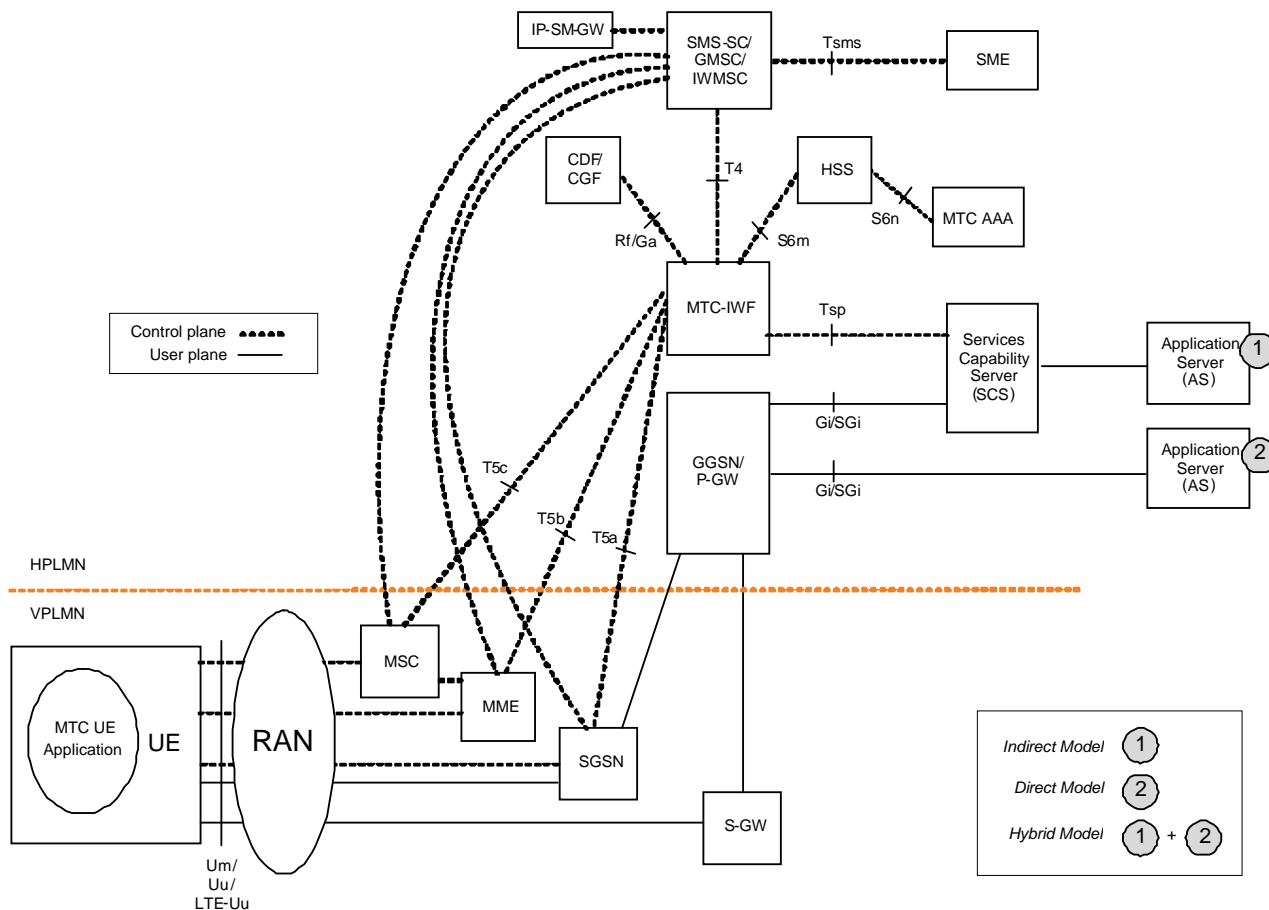 IP-SM-GW
SMS-SC/
GMSC/
IWMSC
Tsms
SME
CDF/
CGF
T4
HSS
S6n
MTC AAA
Rf/Ga
S6m
MTC-IWF
Tsp
Services
Capability
Server
(SCS)
Application
Server
(AS)
1
Control plane
User plane
Gi/SGi
GGSN/
P-GW
Gi/SGi
Application
Server
(AS)
2
T5c
T5b
T5a
HPLMN
VPLMN
MSC
MME
SGSN
S-GW
MTC UE
Application
UE
RAN
Um/
Uu/
LTE-Uu
Indirect Model 1
Direct Model 2
Hybrid Model 1 + 2